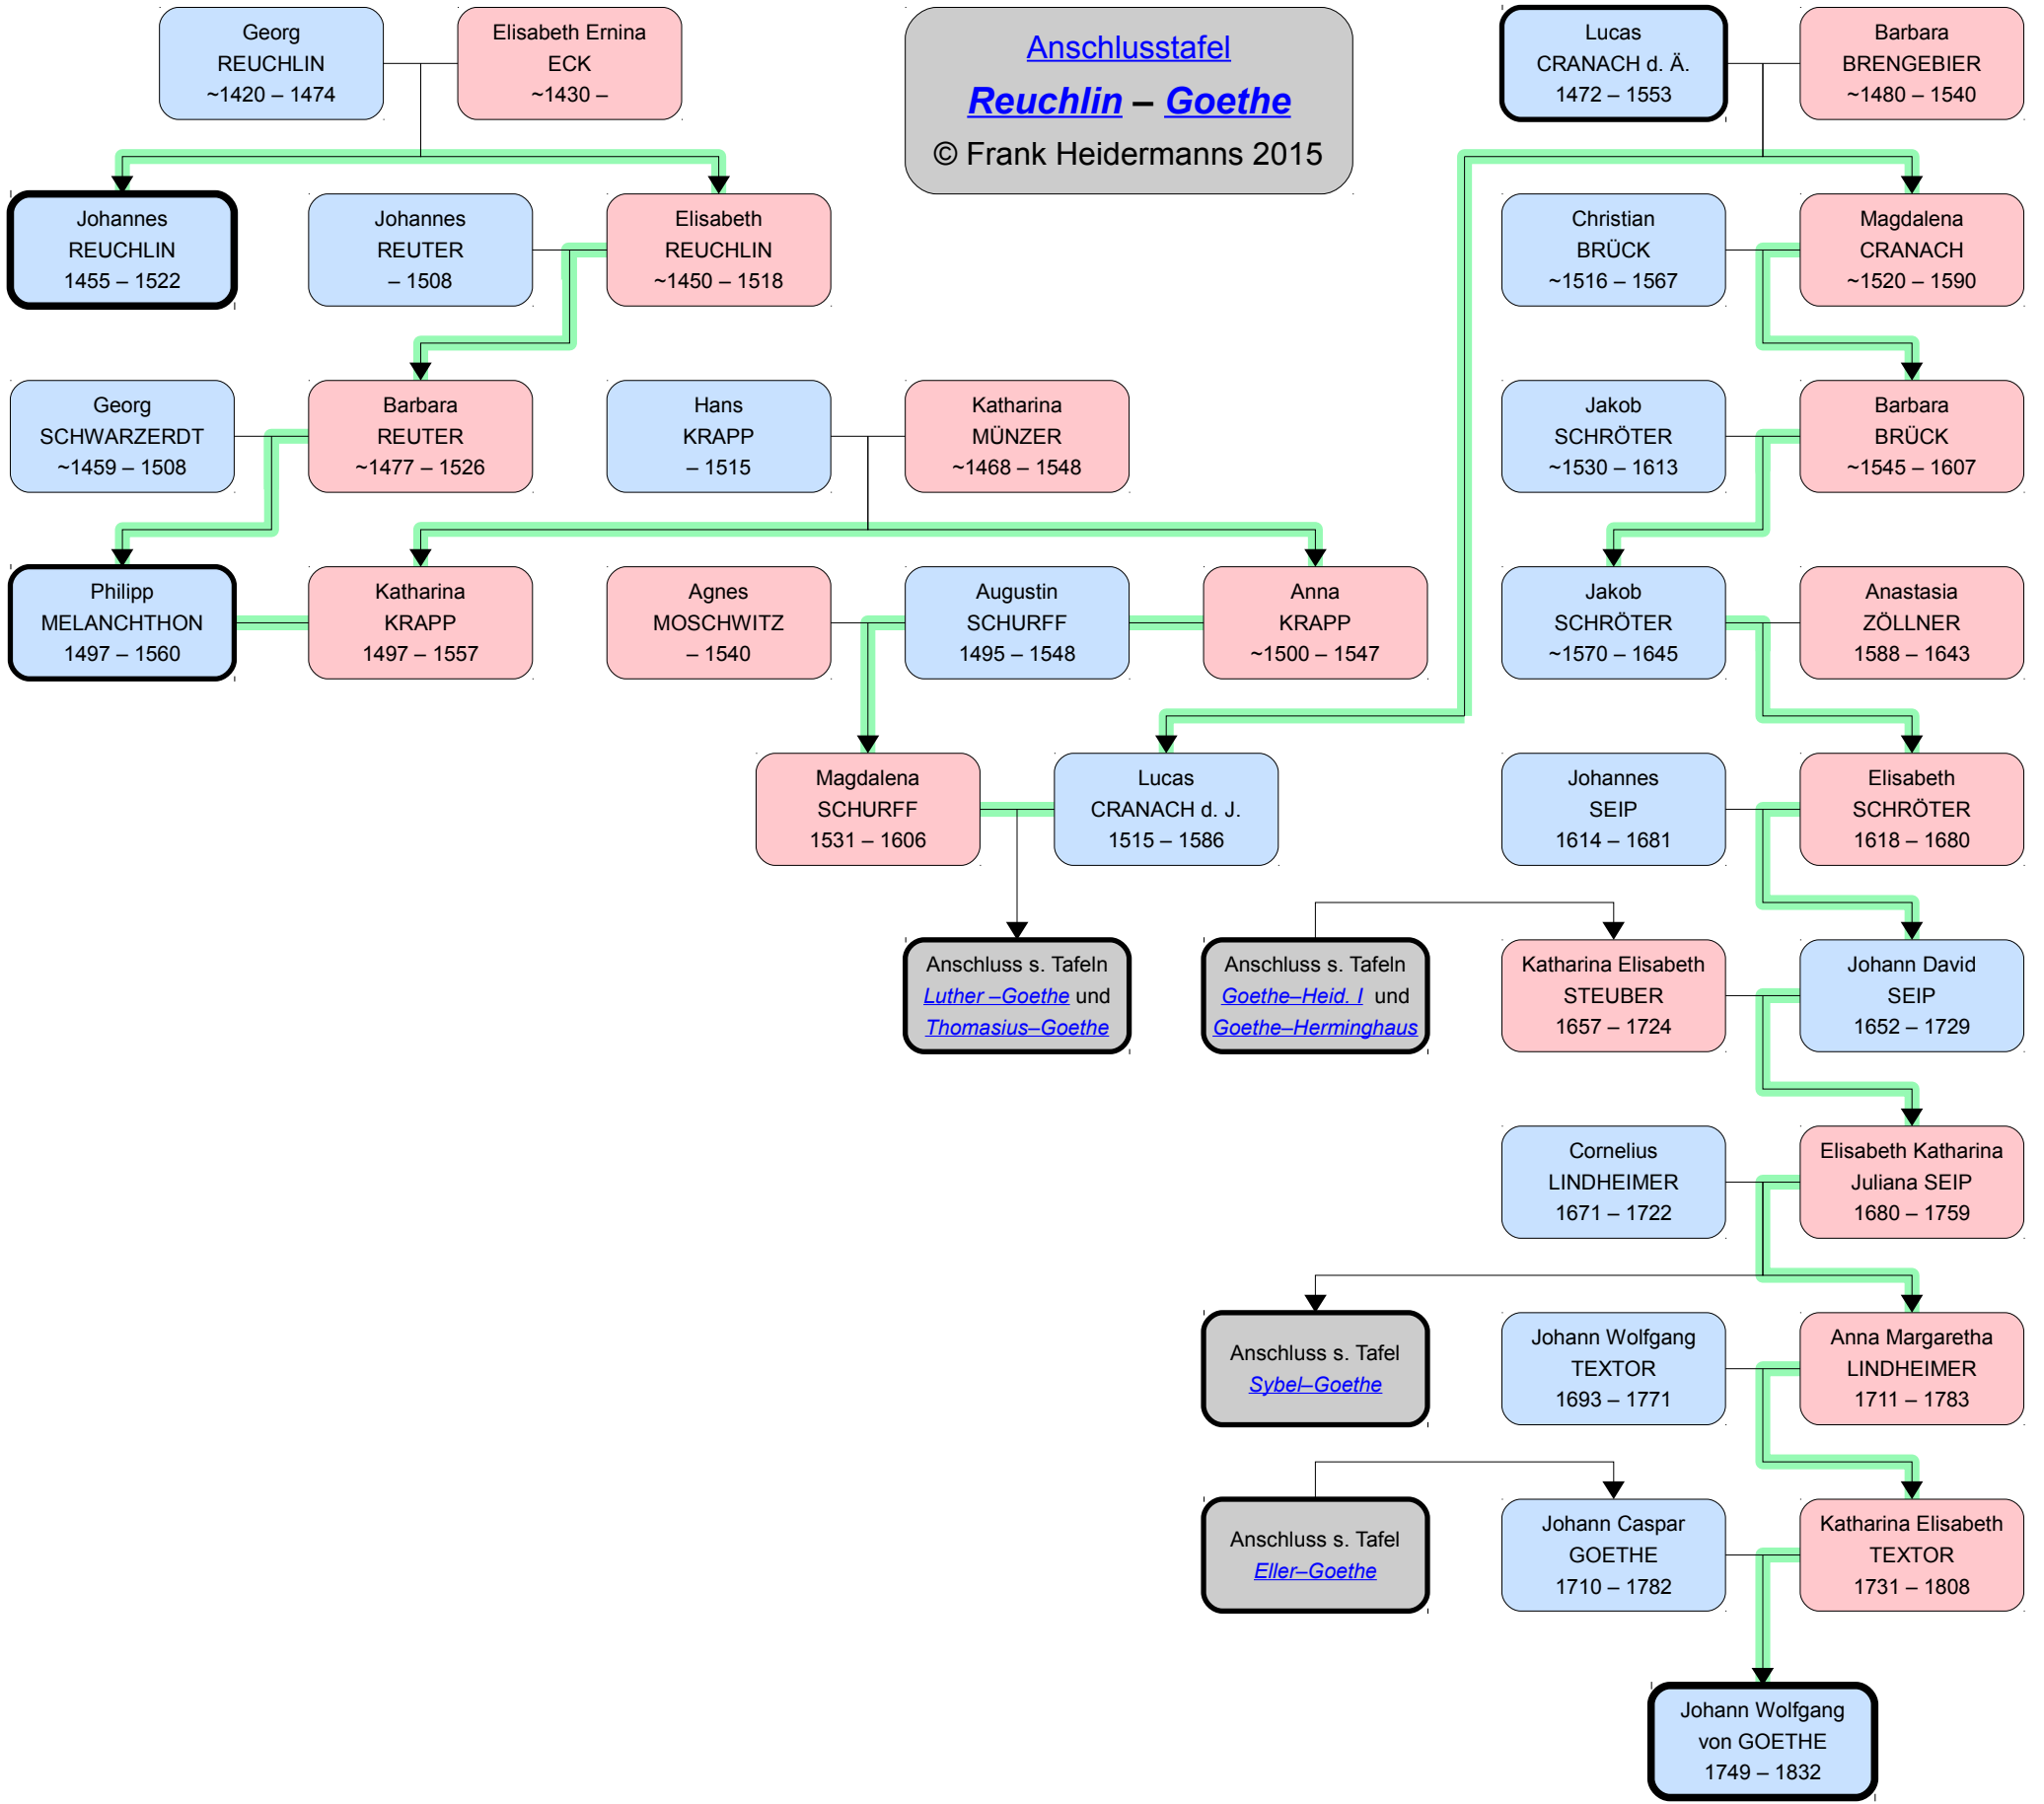 Georg
REUCHLIN
~1420 – 1474
Elisabeth Ernina
ECK
~1430 –
Anschlusstafel
Reuchlin – Goethe
© Frank Heidermanns 2015
Lucas
CRANACH d. Ä.
1472 – 1553
Barbara
BRENGEBIER
~1480 – 1540
Johannes
REUCHLIN
1455 – 1522
Johannes
REUTER
– 1508
Elisabeth
REUCHLIN
~1450 – 1518
Christian
BRÜCK
~1516 – 1567
Magdalena
CRANACH
~1520 – 1590
Georg
SCHWARZERDT
~1459 – 1508
Barbara
REUTER
~1477 – 1526
Hans
KRAPP
– 1515
Katharina
MÜNZER
~1468 – 1548
Jakob
SCHRÖTER
~1530 – 1613
Barbara
BRÜCK
~1545 – 1607
Philipp
MELANCHTHON
1497 – 1560
Katharina
KRAPP
1497 – 1557
Agnes
MOSCHWITZ
– 1540
Augustin
SCHURFF
1495 – 1548
Anna
KRAPP
~1500 – 1547
Jakob
SCHRÖTER
~1570 – 1645
Anastasia
ZÖLLNER
1588 – 1643
Magdalena
SCHURFF
1531 – 1606
Lucas
CRANACH d. J.
1515 – 1586
Johannes
SEIP
1614 – 1681
Elisabeth
SCHRÖTER
1618 – 1680
Anschluss s. Tafeln
Luther –Goethe und
Thomasius–Goethe
Anschluss s. Tafeln
Goethe–Heid. I und
Goethe–Herminghaus
Katharina Elisabeth
STEUBER
1657 – 1724
Johann David
SEIP
1652 – 1729
Cornelius
LINDHEIMER
1671 – 1722
Elisabeth Katharina
Juliana SEIP
1680 – 1759
Anschluss s. Tafel
Sybel–Goethe
Johann Wolfgang
TEXTOR
1693 – 1771
Anna Margaretha
LINDHEIMER
1711 – 1783
Anschluss s. Tafel
Eller–Goethe
Johann Caspar
GOETHE
1710 – 1782
Katharina Elisabeth
TEXTOR
1731 – 1808
Johann Wolfgang
von GOETHE
1749 – 1832